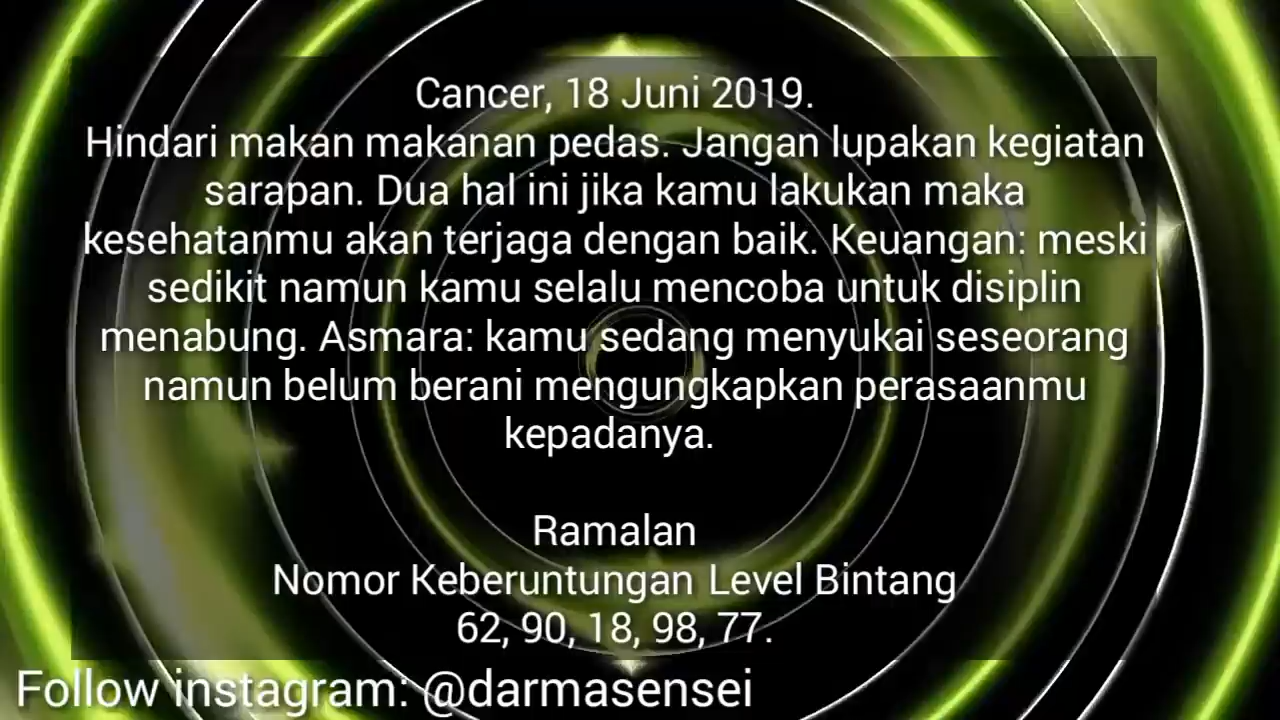 Cancer, 18 Juni 2019.
Hindari makan makanan pedas. Jangan lupakan kegiatan
sarapan. Dua hal ini jika kamu lakukan maka
kesehatanmu akan terjaga dengan baik. Keuangan: meski
sedikit namun kamu selalu mencoba untuk disiplin
menabung. Asmara: kamu sedang menyukai seseorang
namun belum berani mengungkapkan perasaanmu
kepadanya.
Ramalan
Nomor Keberuntungan Level Bintang
62, 90, 18, 98, 77.
Follow instagram: @darmasensei